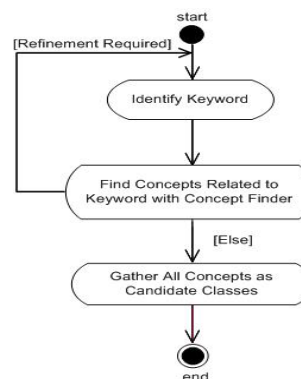 start
[Refinement Required]
Identify Keyword
Find Concepts Related to
Keyword with Concept Finder
[Else]
Gather All Concepts as
Candidate Classes
end